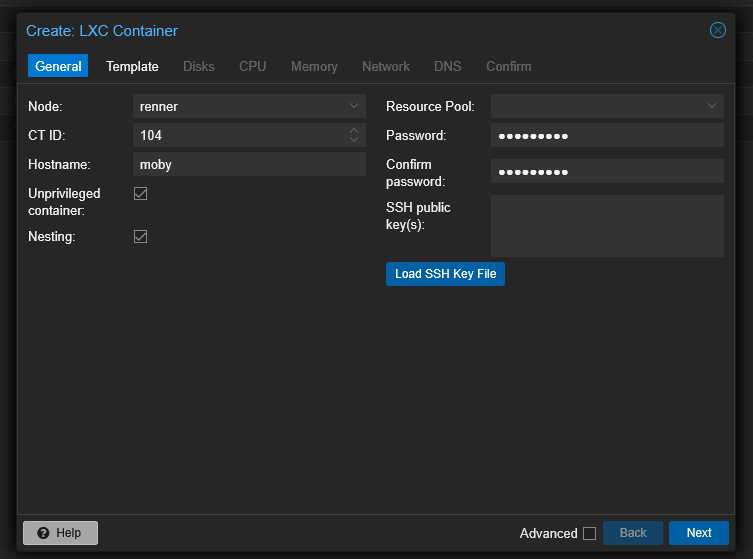 Create: LXC Container
General Template Disks CPU Memory Network DNS Confirm
Node: renner
CT ID: 104
Hostname: moby
Unprivileged
container:
Nesting:
Resource Pool:
Password: ●●●●●●●●●
Confirm
password: ●●●●●●●●●
SSH public
key(s):
Load SSH Key File
Help
Advanced Back Next